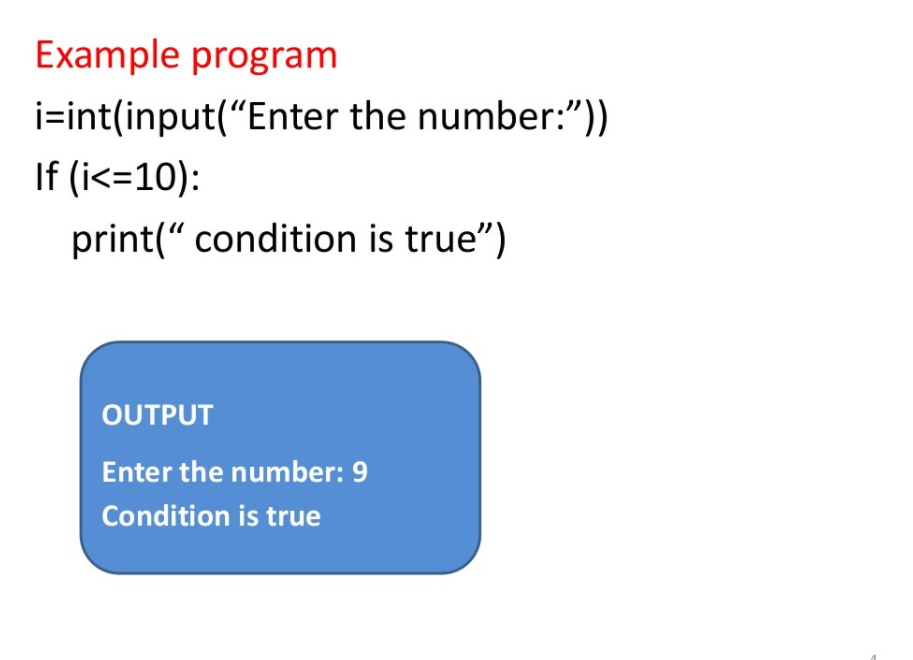 Example program
i=int(input(“Enter the number:”))
If (i<=10):
print(“ condition is true”)
OUTPUT
Enter the number: 9
Condition is true